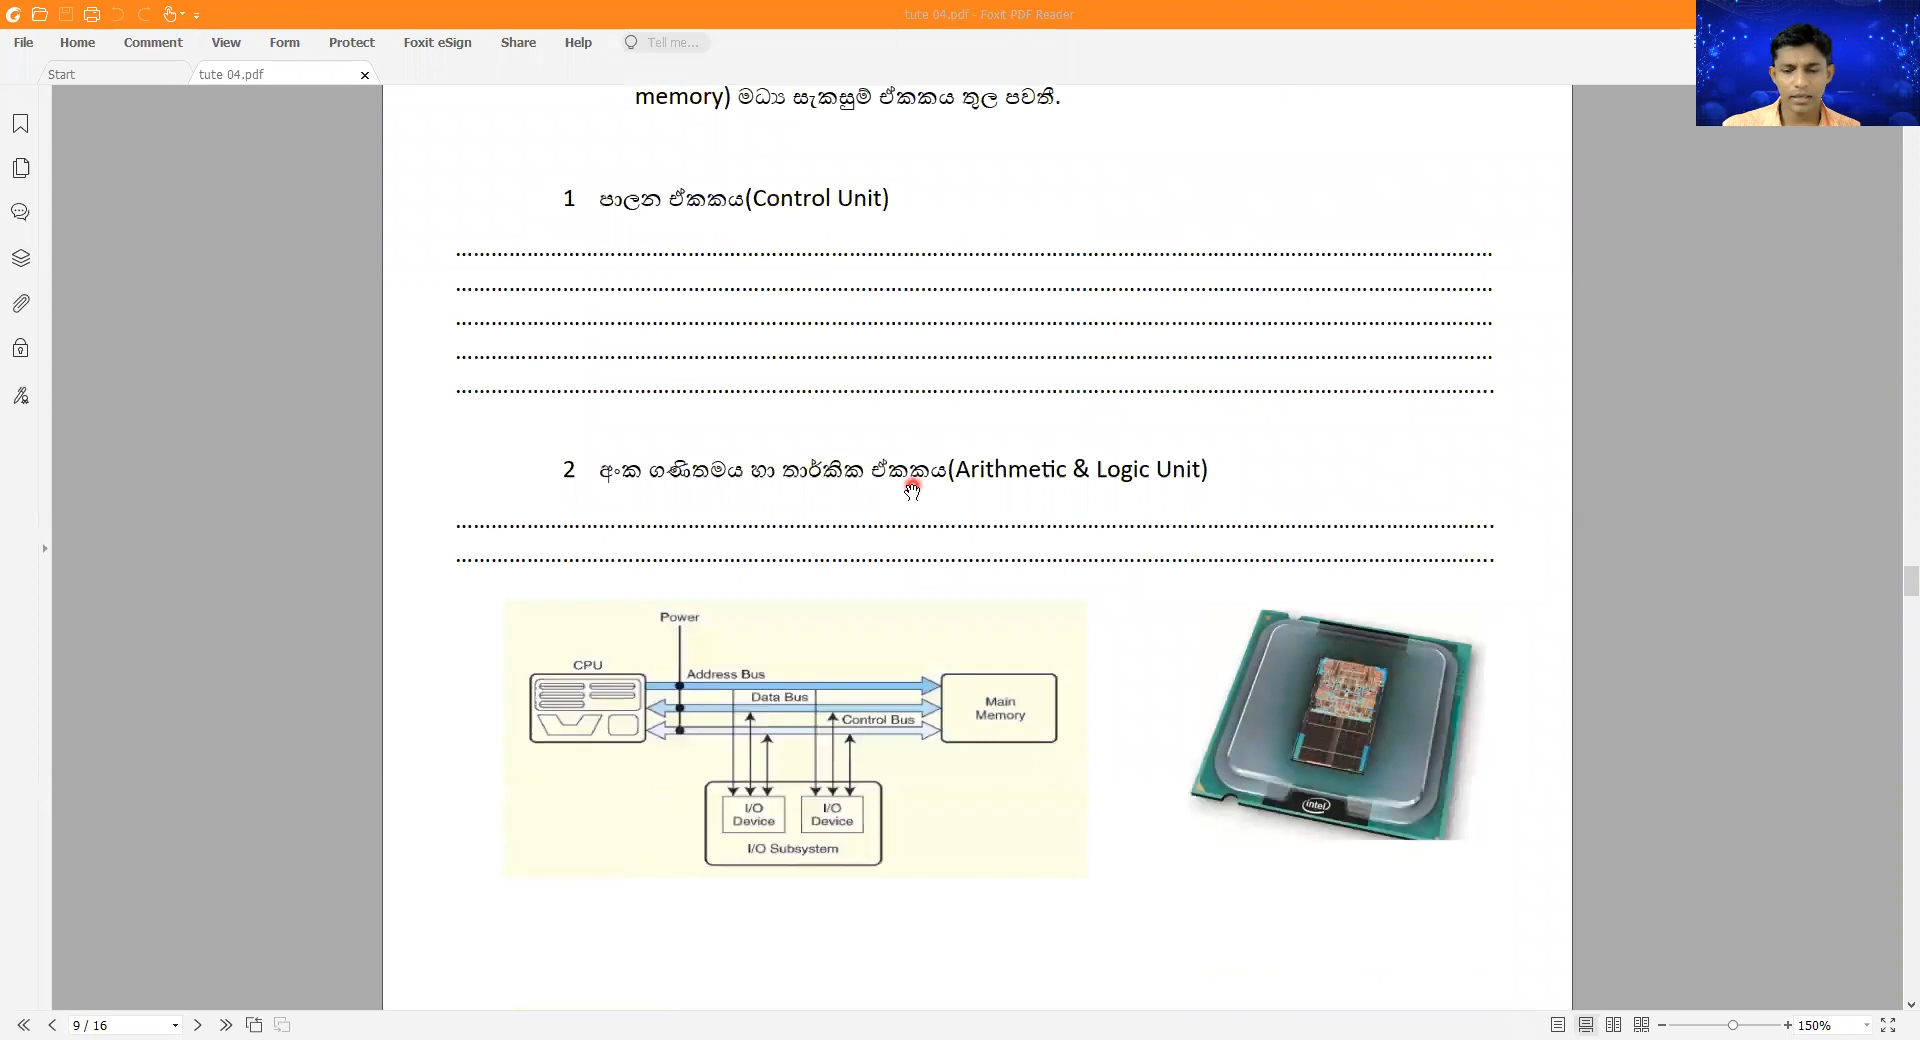 tute 04.pdf - Foxit PDF Reader
File Home Comment View Form Protect Foxit eSign Share Help Tell me...
Start tute 04.pdf
memory) මධ්‍ය සැකසුම් ඒකකය තුල පවතී.
1 පාලන ඒකකය(Control Unit)
2 අංක ගණිතමය හා තාර්කික ඒකකය(Arithmetic & Logic Unit)
Power
CPU
Address Bus
Data Bus
Control Bus
Main
Memory
I/O
Device
I/O
Device
I/O Subsystem
intel
9 / 16
150%